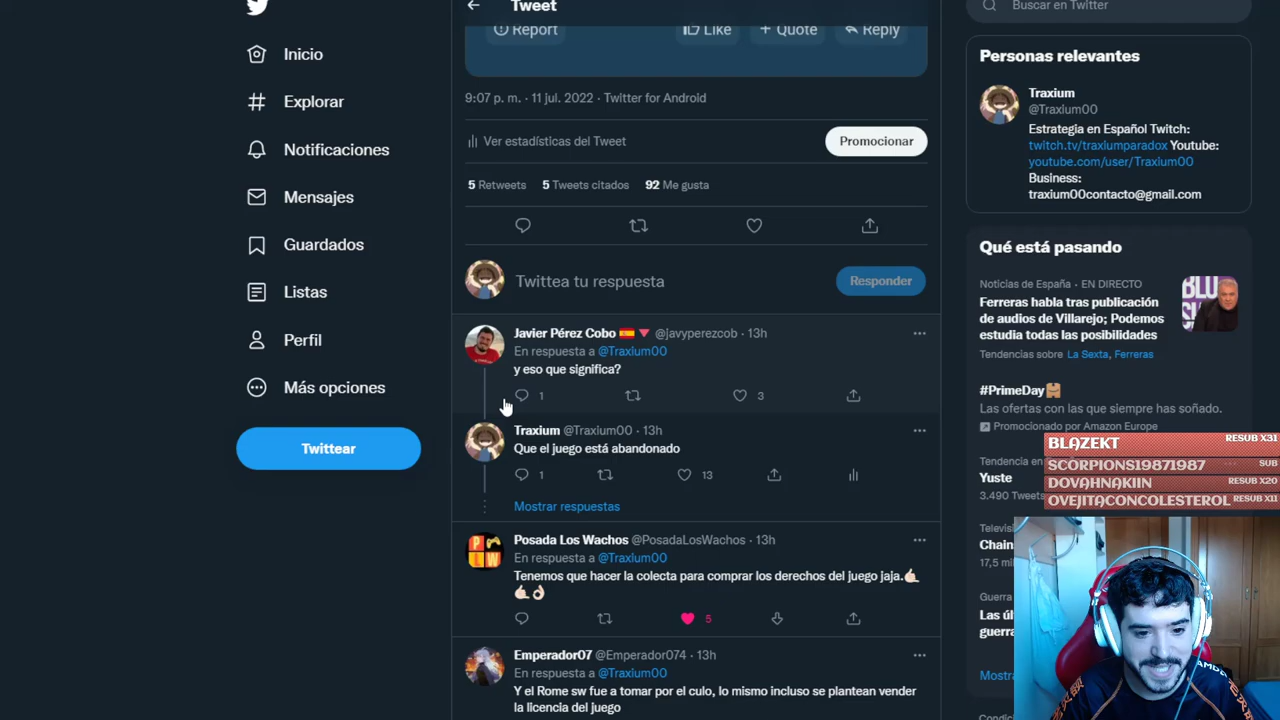 Tweet
Buscar en Twitter
Inicio
Explorar
Notificaciones
Mensajes
Guardados
Listas
Perfil
Más opciones
Twittear
Report
Like
Quote
Reply
9:07 p. m. · 11 jul. 2022 · Twitter for Android
Ver estadísticas del Tweet
Promocionar
5 Retweets 5 Tweets citados 92 Me gusta
Twittea tu respuesta
Responder
Javier Pérez Cobo 🇪🇸🔻 @javyperezcob · 13h
En respuesta a @Traxium00
y eso que significa?
1
3
Traxium @Traxium00 · 13h
Que el juego está abandonado
1
13
Mostrar respuestas
Posada Los Wachos @PosadaLosWachos · 13h
En respuesta a @Traxium00
Tenemos que hacer la colecta para comprar los derechos del juego jaja.🤙🏻
🤙🏻👌🏻
5
Emperador07 @Emperador074 · 13h
En respuesta a @Traxium00
Y el Rome sw fue a tomar por el culo, lo mismo incluso se plantean vender
la licencia del juego
Personas relevantes
Traxium
@Traxium00
Estrategia en Español Twitch:
twitch.tv/traxiumparadox Youtube:
youtube.com/user/Traxium00
Business:
traxium00contacto@gmail.com
Qué está pasando
Noticias de España · EN DIRECTO
Ferreras habla tras publicación
de audios de Villarejo; Podemos
estudia todas las posibilidades
Tendencias sobre La Sexta, Ferreras
#PrimeDay
Las ofertas con las que siempre has soñado.
Promocionado por Amazon Europe
Tendencia en
Yuste
3.490 Tweets
Televisi
Chain
17,5 mi
Guerra
Las úl
guerra
Mostra
BLAZEKT RESUB X31
SCORPIONS19871987 SUB
DOVAHNAKIIN RESUB X20
OVEJITACONCOLESTEROL RESUB X11